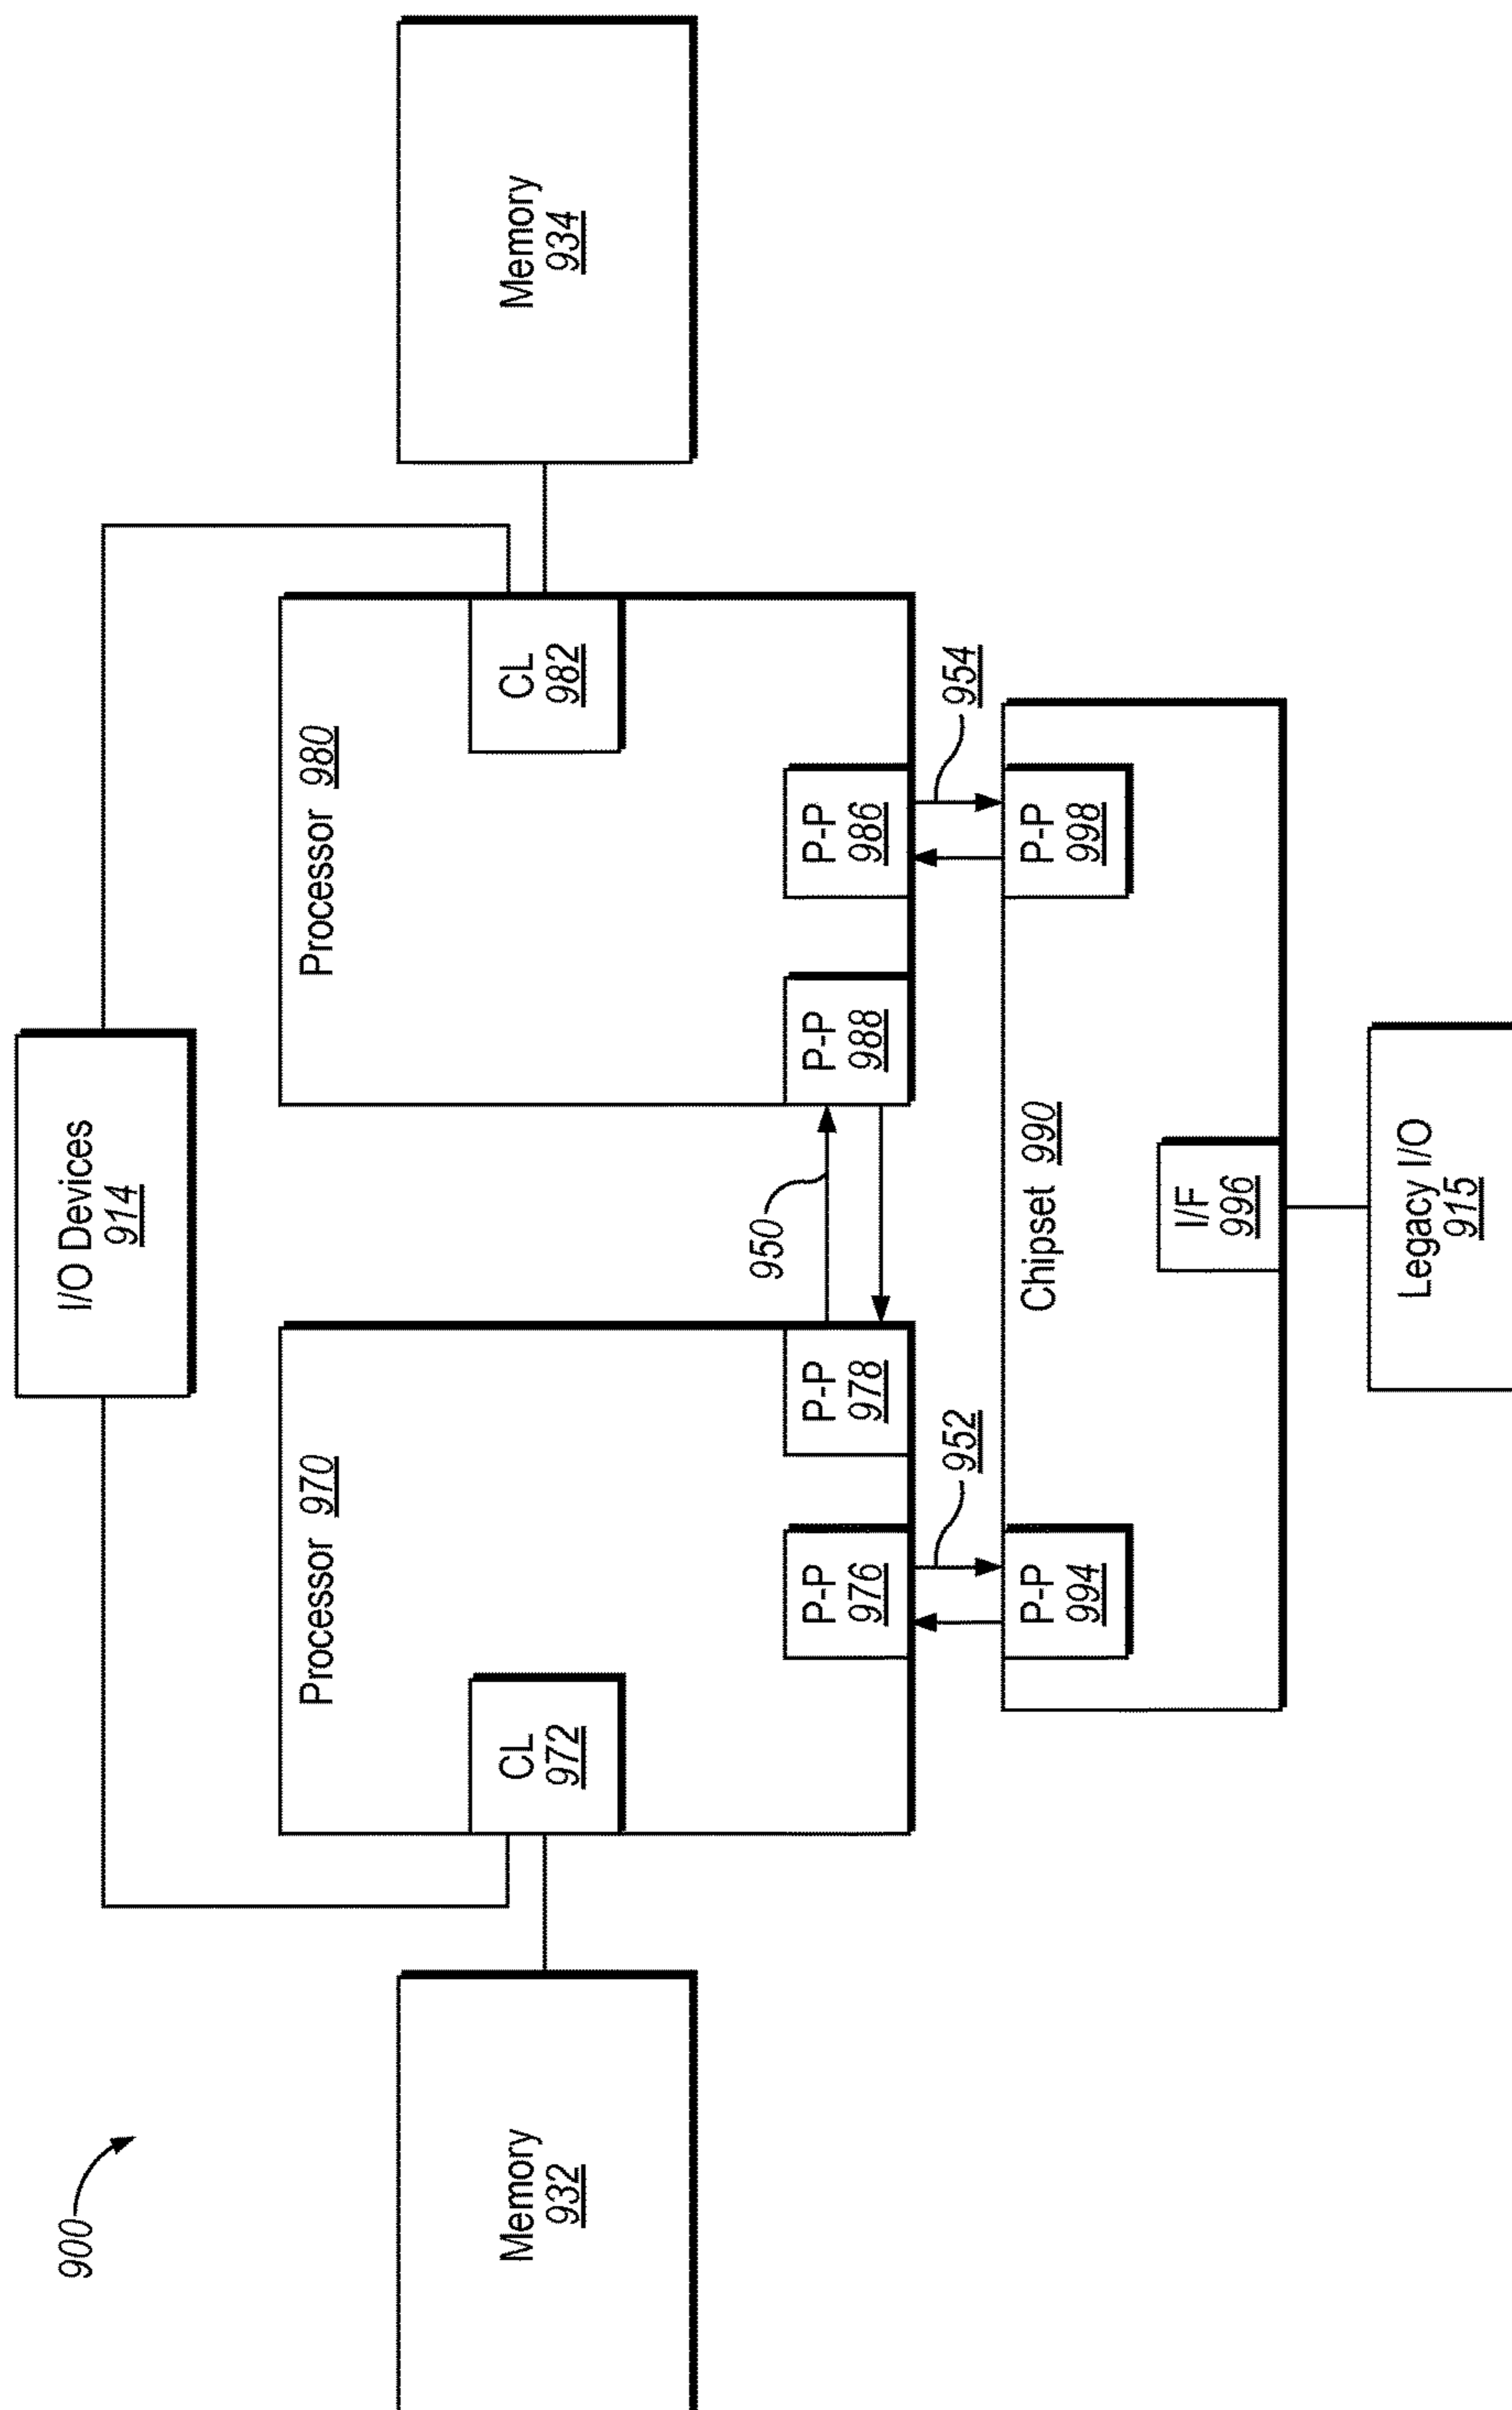 900
I/O Devices
914
Memory
932
Processor 970
CL
972
P-P
976
P-P
978
950
Processor 980
CL
982
P-P
988
P-P
986
Memory
934
952
954
Chipset 990
P-P
994
P-P
998
I/F
996
Legacy I/O
915